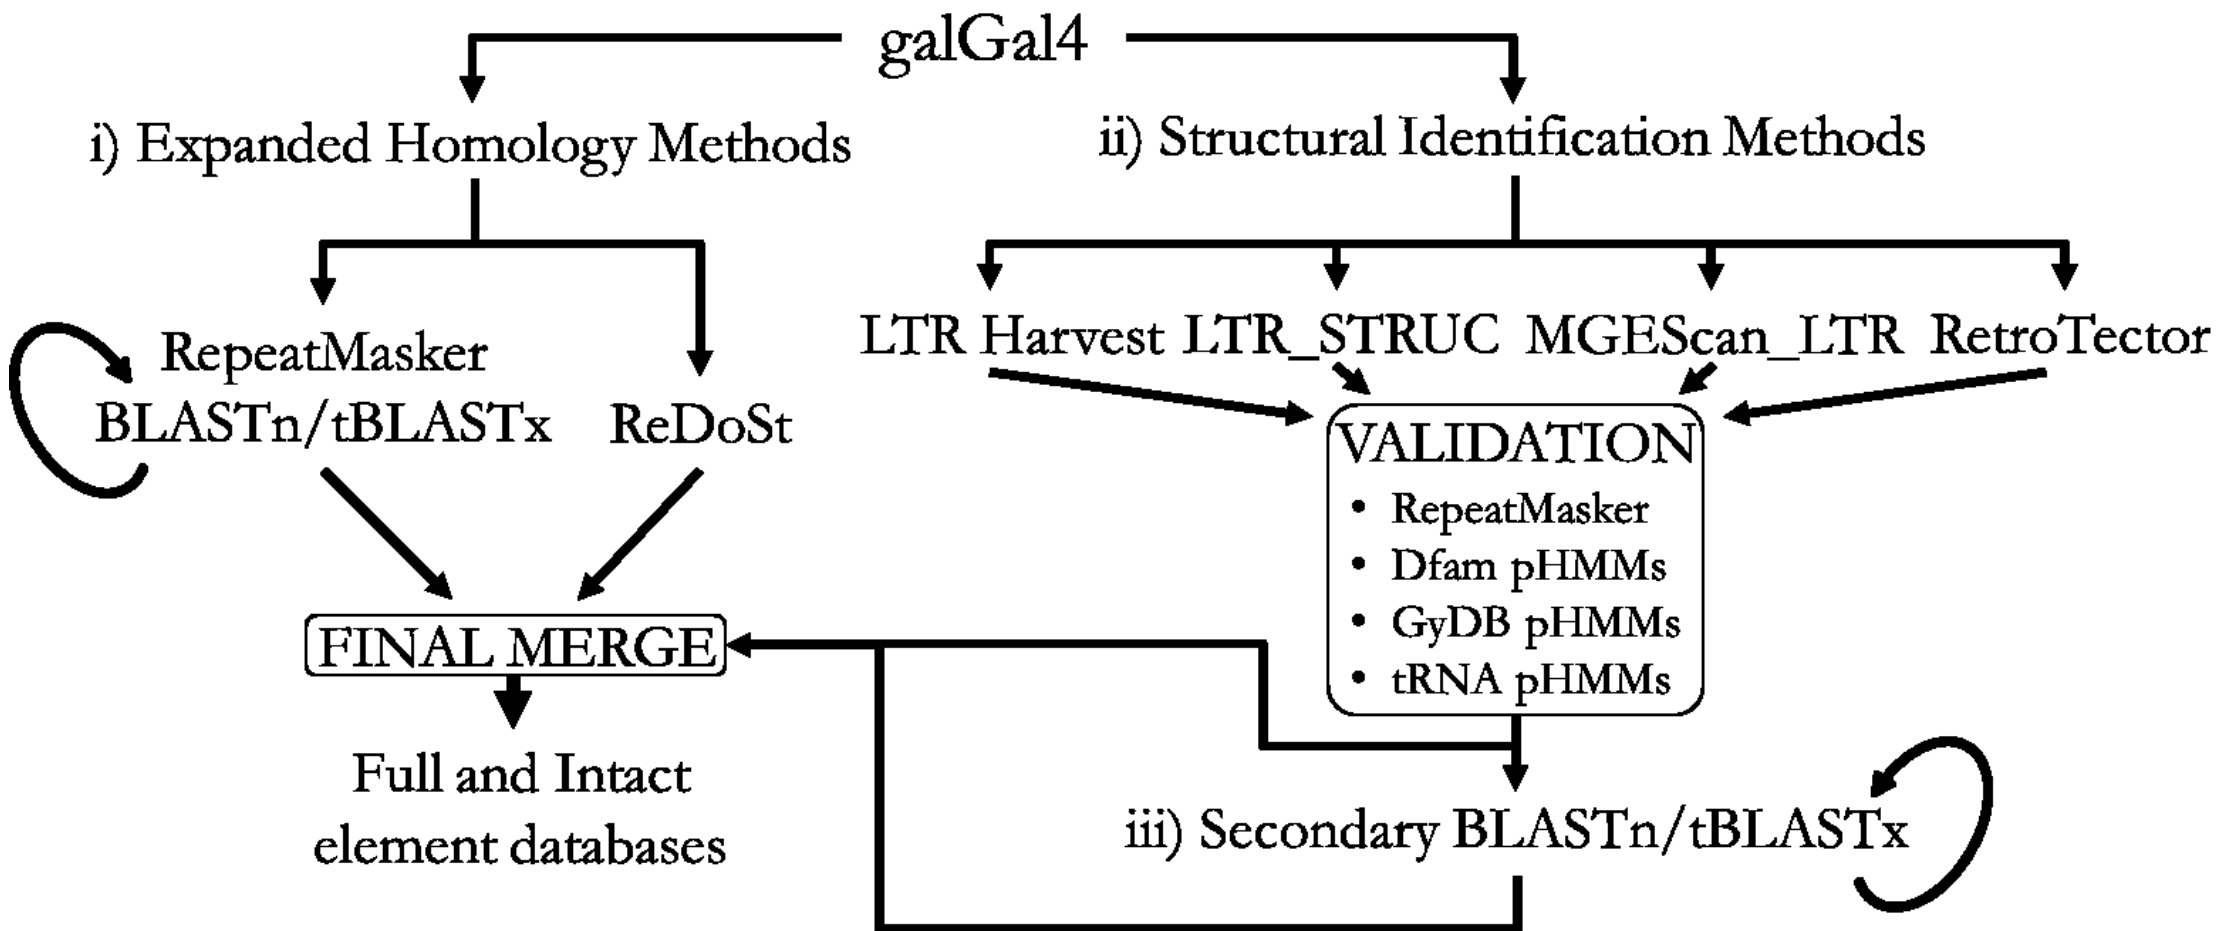 galGal4
i) Expanded Homology Methods
ii) Structural Identification Methods
RepeatMasker
BLASTn/tBLASTx
ReDoSt
LTR Harvest
LTR_STRUC
MGEScan_LTR
RetroTector
VALIDATION
• RepeatMasker
• Dfam pHMMs
• GyDB pHMMs
• tRNA pHMMs
FINAL MERGE
Full and Intact
element databases
iii) Secondary BLASTn/tBLASTx